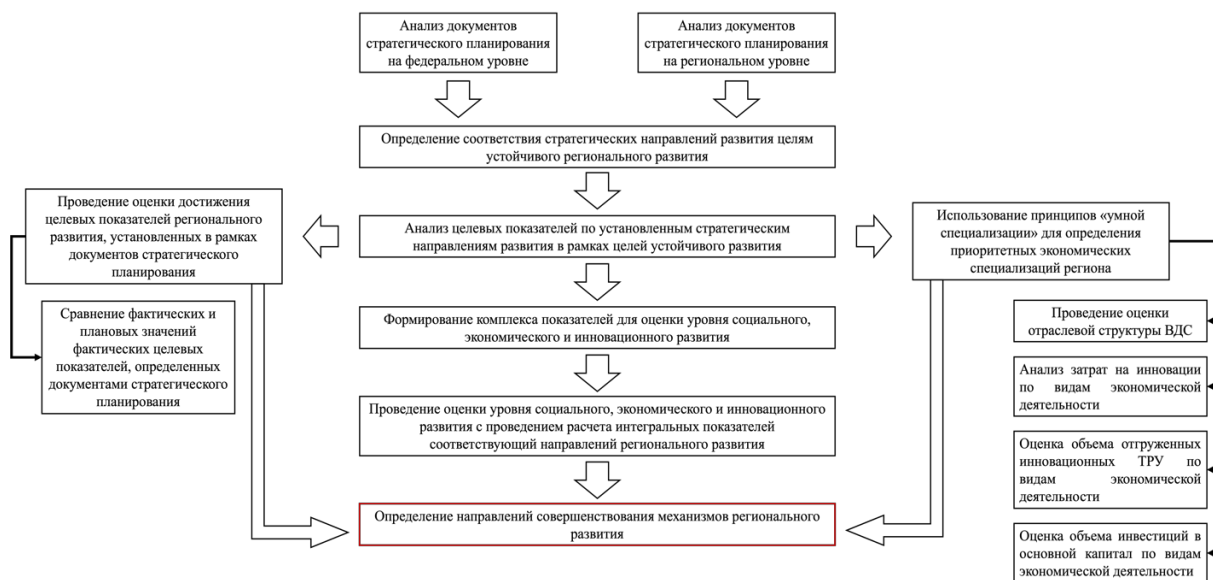 Анализ документов
стратегического планирования
на федеральном уровне
Анализ документов
стратегического планирования
на региональном уровне
Определение соответствия стратегических направлений развития целям
устойчивого регионального развития
Проведение оценки достижения
целевых показателей регионального
развития, установленных в рамках
документов стратегического
планирования
Анализ целевых показателей по установленным стратегическим
направлениям развития в рамках целей устойчивого развития
Использование принципов «умной
специализации» для определения
приоритетных экономических
специализаций региона
Сравнение фактических и
плановых значений
фактических целевых
показателей, определенных
документами стратегического
планирования
Формирование комплекса показателей для оценки уровня социального,
экономического и инновационного развития
Проведение оценки
отраслевой структуры ВДС
Анализ затрат на инновации
по видам экономической
деятельности
Проведение оценки уровня социального, экономического и инновационного
развития с проведением расчета интегральных показателей
соответствующий направлений регионального развития
Оценка объема отгруженных
инновационных ТРУ по
видам экономической
деятельности
Определение направлений совершенствования механизмов регионального
развития
Оценка объема инвестиций в
основной капитал по видам
экономической деятельности